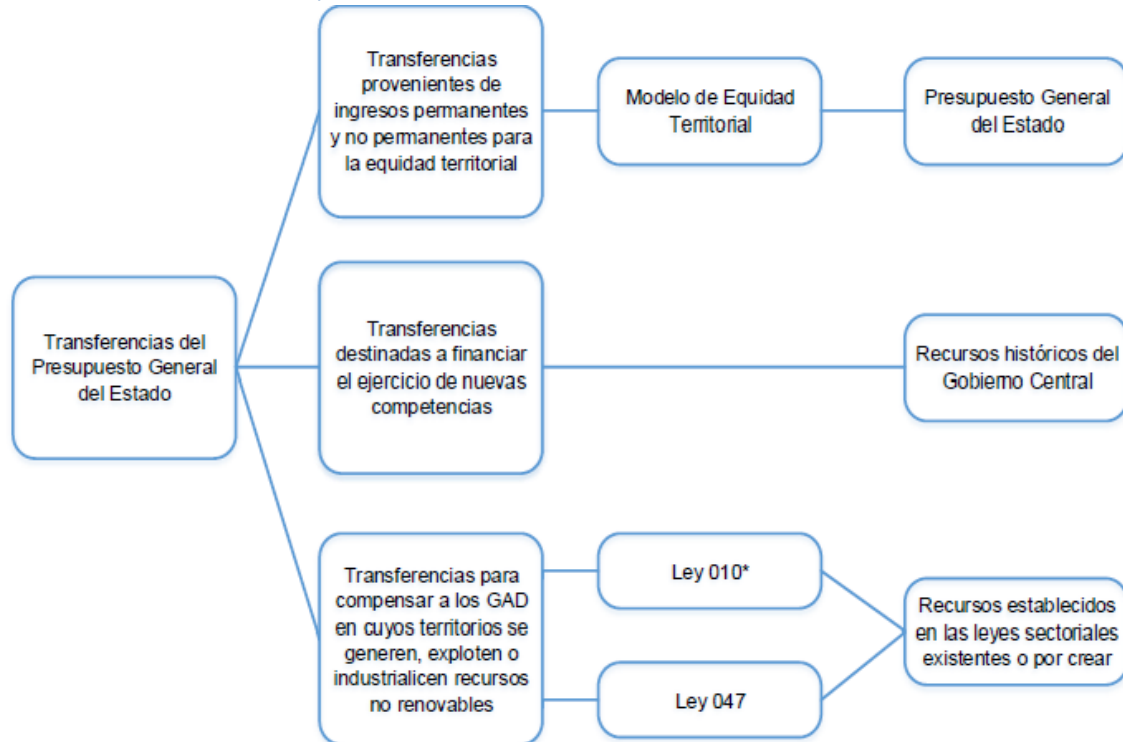 Transferencias
provenientes de
ingresos permanentes
y no permanentes para
la equidad territorial
Modelo de Equidad
Territorial
Presupuesto General
del Estado
Transferencias del
Presupuesto General
del Estado
Transferencias
destinadas a financiar
el ejercicio de nuevas
competencias
Recursos históricos del
Gobierno Central
Transferencias para
compensar a los GAD
en cuyos territorios se
generen, exploten o
industrialicen recursos
no renovables
Ley 010*
Ley 047
Recursos establecidos
en las leyes sectoriales
existentes o por crear